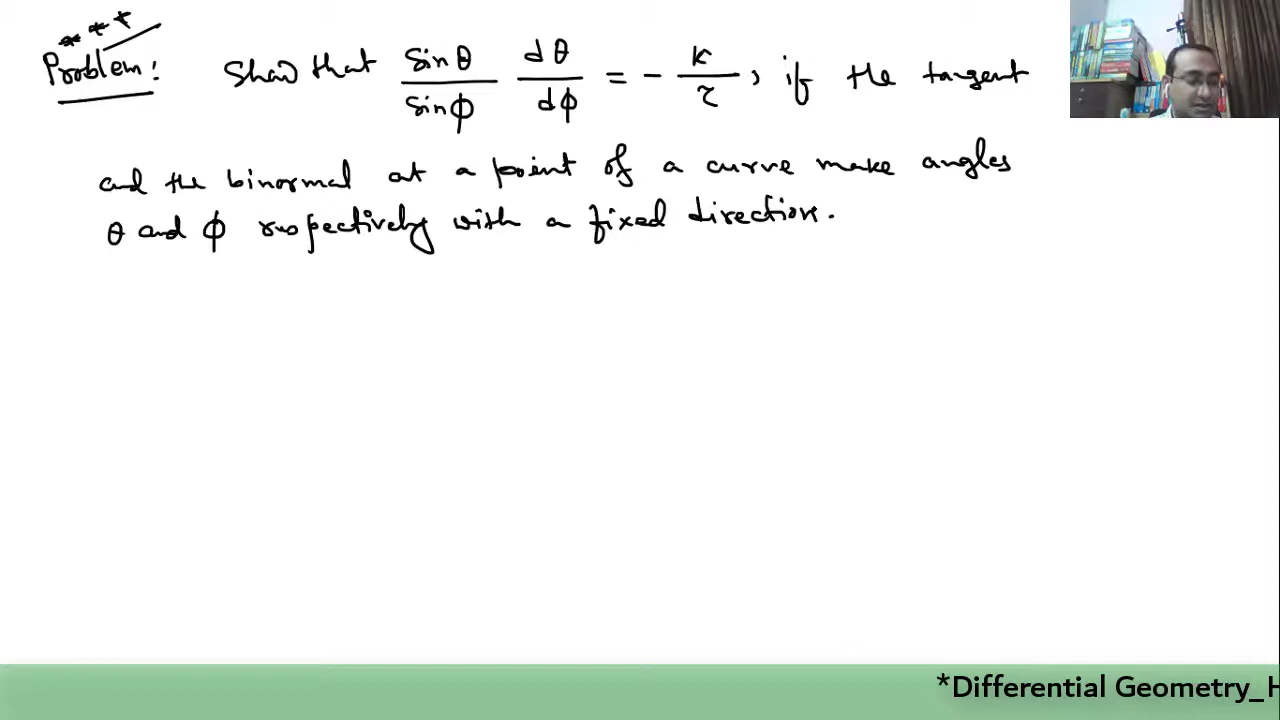 Problem: Show that sinθ/sinφ dθ/dφ = - κ/τ, if the tangent
and the binormal at a point of a curve make angles
θ and φ respectively with a fixed direction.
*Differential Geometry_H